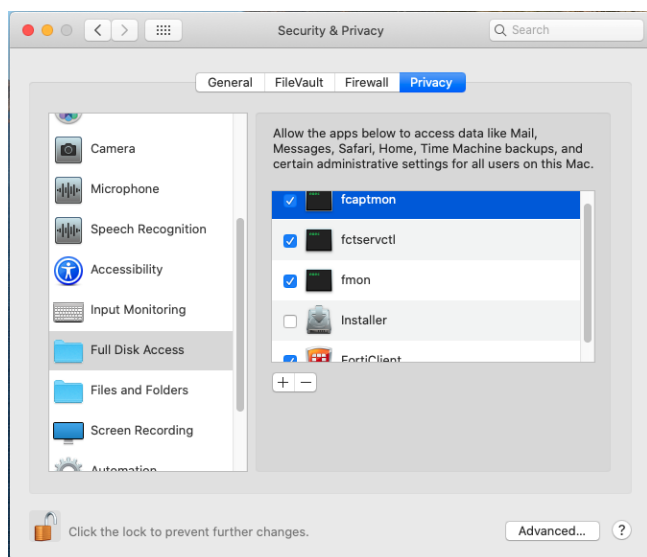 Security & Privacy
Search
General
FileVault
Firewall
Privacy
Camera
Microphone
Speech Recognition
Accessibility
Input Monitoring
Full Disk Access
Files and Folders
Screen Recording
Automation
Allow the apps below to access data like Mail,
Messages, Safari, Home, Time Machine backups, and
certain administrative settings for all users on this Mac.
fcaptmon
fctservctl
fmon
Installer
FortiClient
+
−
Click the lock to prevent further changes.
Advanced...
?